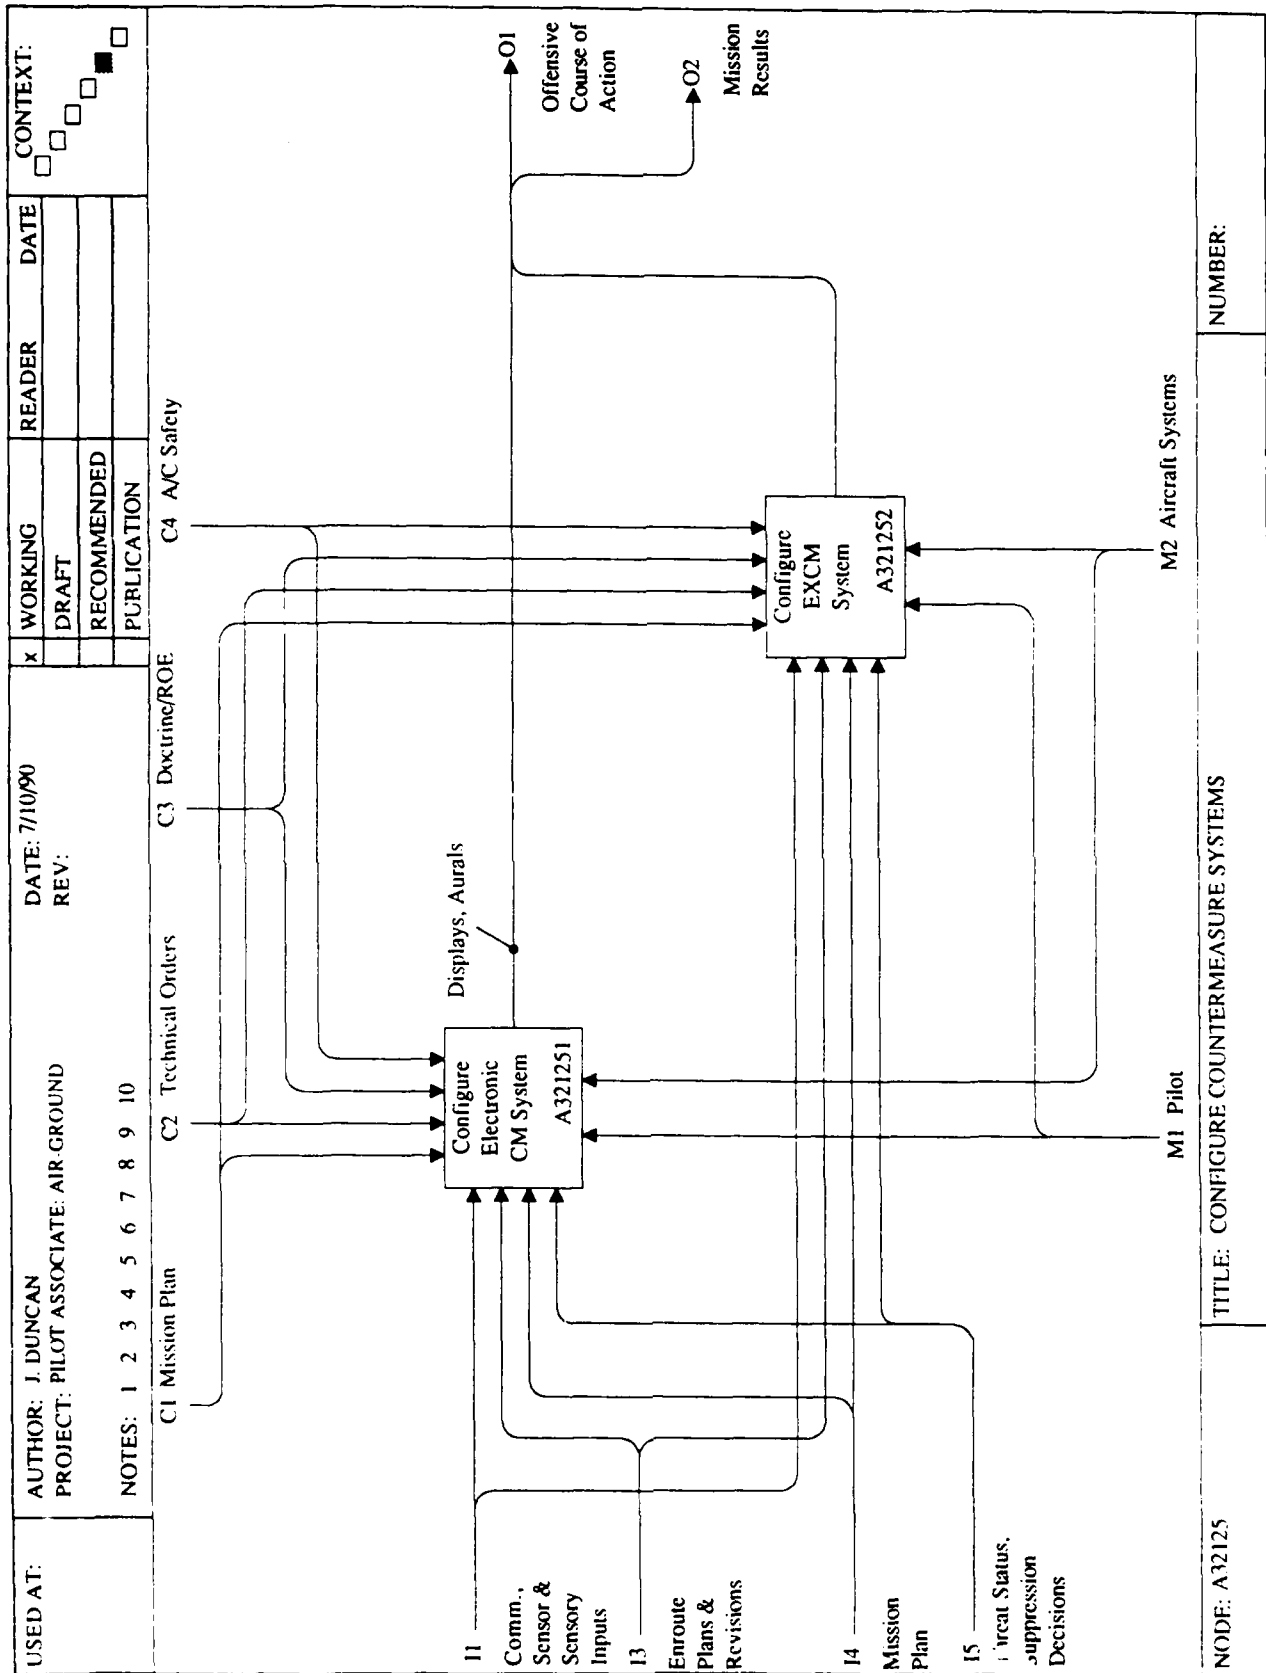 USED AT:
AUTHOR: J. DUNCAN
PROJECT: PILOT ASSOCIATE: AIR-GROUND
NOTES: 1 2 3 4 5 6 7 8 9 10
DATE: 7/10/90
REV:
x WORKING
DRAFT
RECOMMENDED
PUBLICATION
READER DATE
CONTEXT:
C1 Mission Plan
C2 Technical Orders
C3 Doctrine/ROE
C4 A/C Safety
Configure
Electronic
CM System
A321251
Displays, Aurals
O1
Offensive
Course of
Action
O2
Mission
Results
Configure
EXCM
System
A321252
I1
Comm.,
Sensor &
Sensory
Inputs
I3
Enroute
Plans &
Revisions
I4
Mission
Plan
I5
Status,
Decisions
M1 Pilot
M2 Aircraft Systems
NODE: A32125
TITLE: CONFIGURE COUNTERMEASURE SYSTEMS
NUMBER: